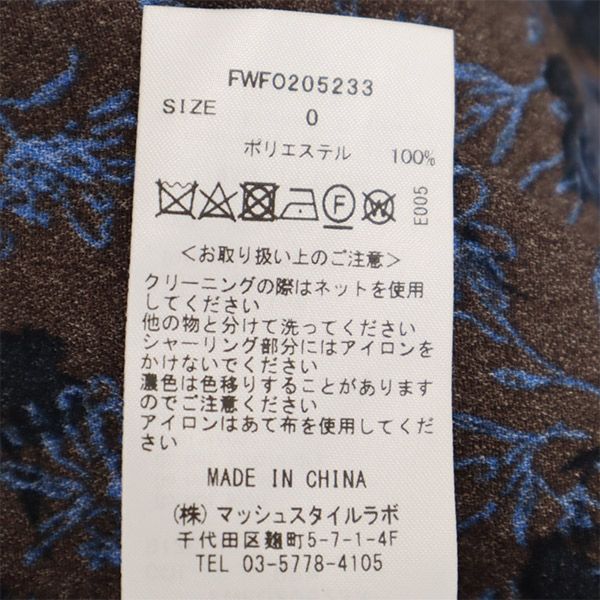 FWFO205233
SIZE 0
ポリエステル 100%
F W
E005
<お取り扱い上のご注意>
クリーニングの際はネットを使用
してください
他の物と分けて洗ってください
シャーリング部分にはアイロンを
かけないでください
濃色は色移りすることがあります
のでご注意ください
アイロンはあて布を使用してくだ
さい
MADE IN CHINA
(株)マッシュスタイルラボ
千代田区麹町5-7-1-4F
TEL 03-5778-4105